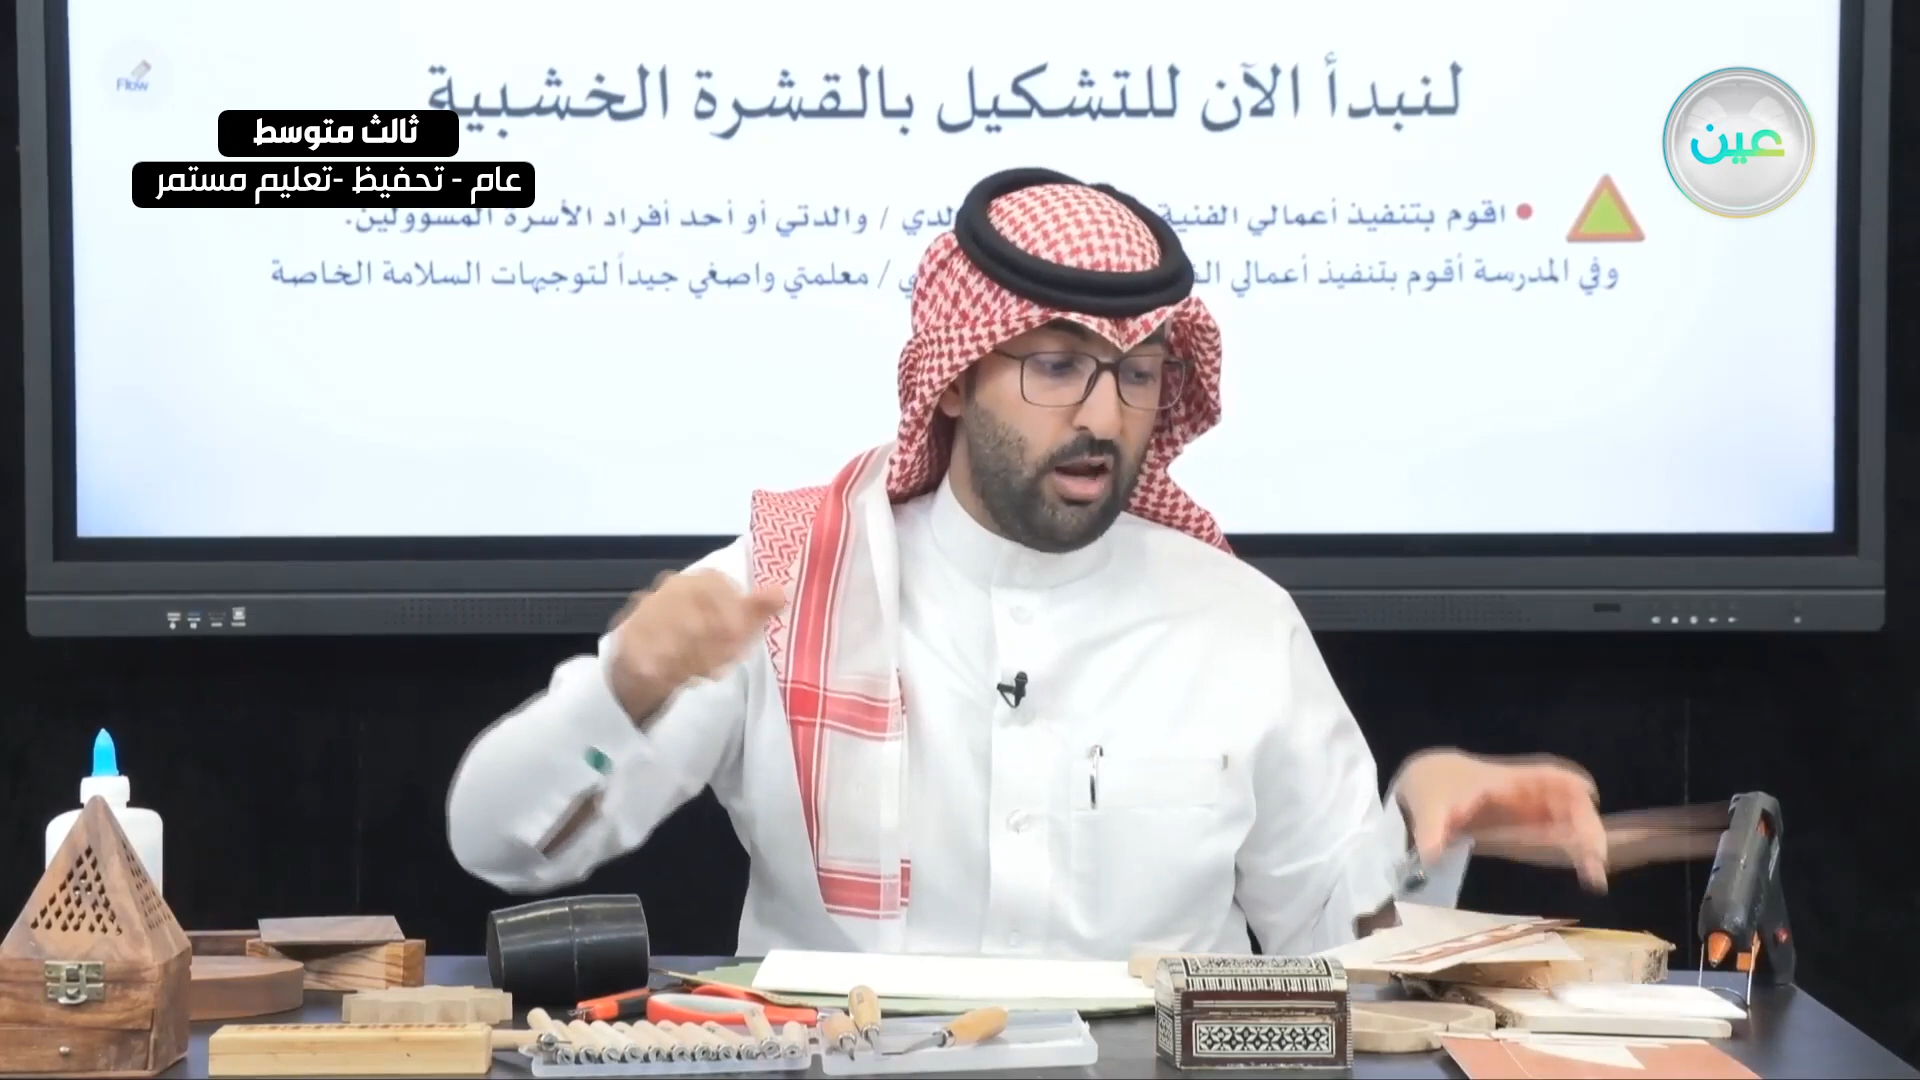 لنبدأ الآن للتشكيل بالقشرة الخشبية
Flow
ثالث متوسط
عام - تحفيظ -تعليم مستمر
عين
• اقوم بتنفيذ أعمالي الفنية لدي / والدتي أو أحد أفراد الأسرة المسؤولين.
وفي المدرسة أقوم بتنفيذ أعمالي / معلمتي واصغي جيداً لتوجيهات السلامة الخاصة